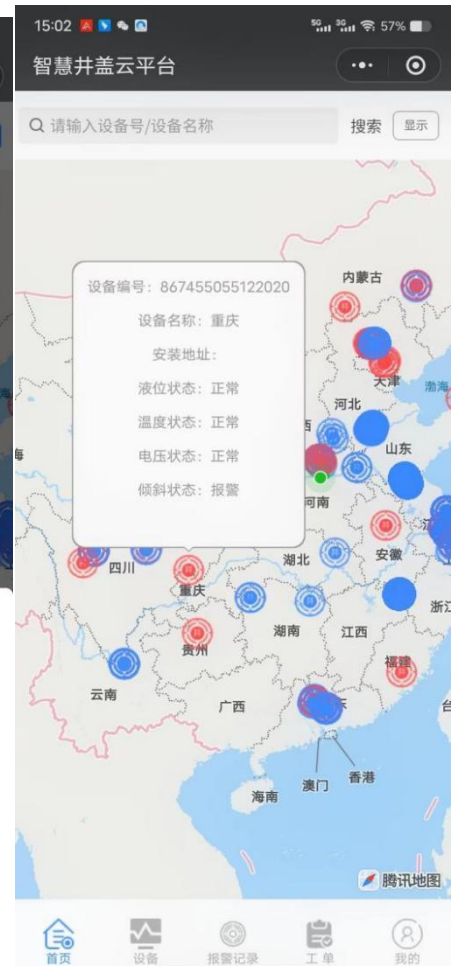 15:02
5G 3G 57%
智慧井盖云平台
请输入设备号/设备名称 搜索 显示
设备编号：867455055122020
设备名称：重庆
安装地址：
液位状态：正常
温度状态：正常
电压状态：正常
倾斜状态：报警
内蒙古
天津
渤海
河北
山东
河南
安徽
湖北
四川
重庆
浙江
湖南
江西
贵州
福建
云南
广西
台
澳门
香港
海南
腾讯地图
首页 设备 报警记录 工单 我的